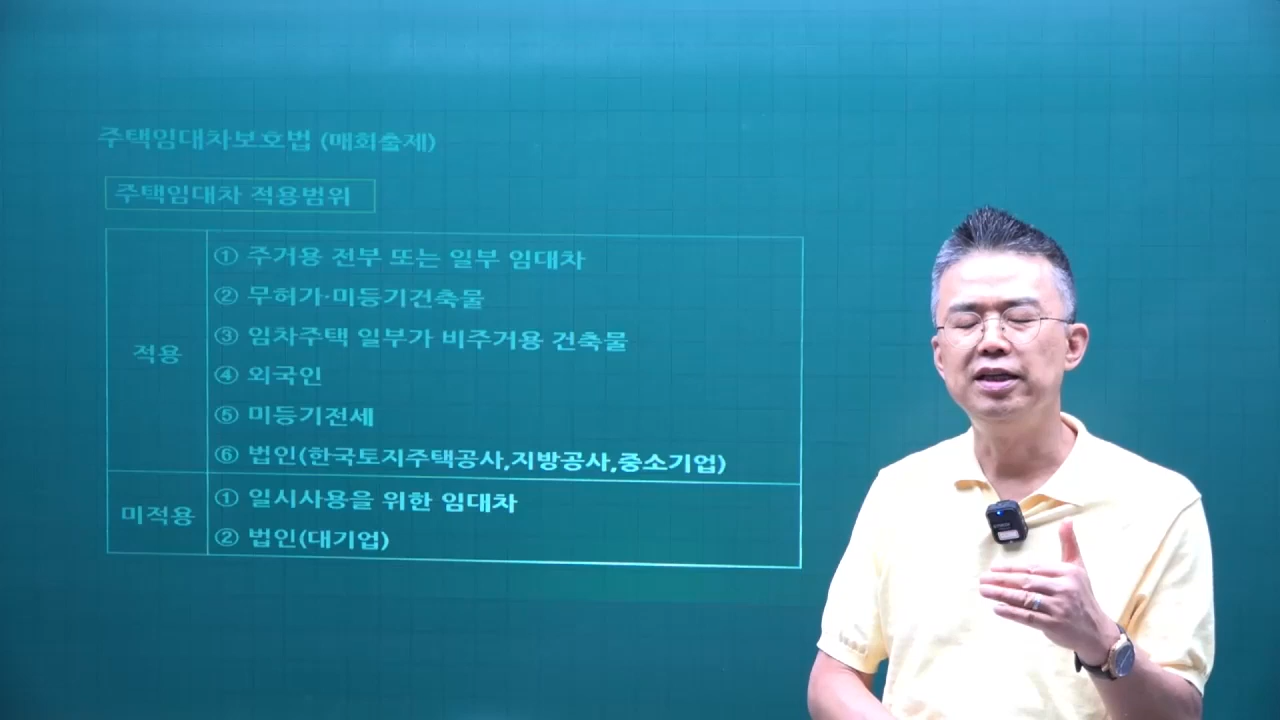 주택임대차보호법 (매회출제)
주택임대차 적용범위
적용
① 주거용 전부 또는 일부 임대차
② 무허가·미등기건축물
③ 임차주택 일부가 비주거용 건축물
④ 외국인
⑤ 미등기전세
⑥ 법인(한국토지주택공사,지방공사,중소기업)
미적용
① 일시사용을 위한 임대차
② 법인(대기업)